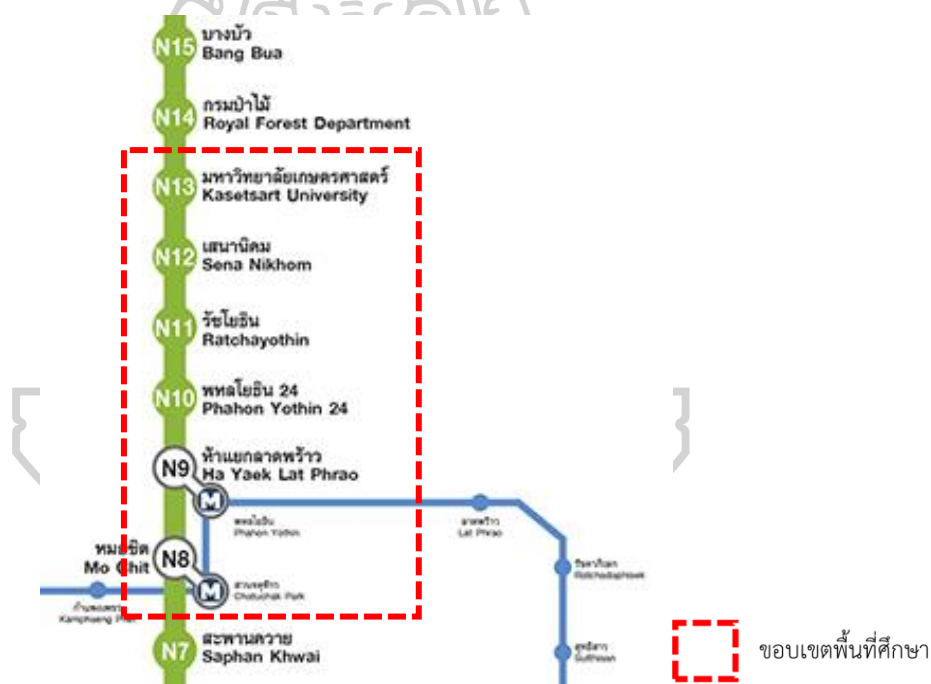 N15
บางบัว
Bang Bua
N14
กรมป่าไม้
Royal Forest Department
N13
มหาวิทยาลัยเกษตรศาสตร์
Kasetsart University
N12
เสนานิคม
Sena Nikhom
N11
รัชโยธิน
Ratchayothin
N10
พหลโยธิน 24
Phahon Yothin 24
N9
ห้าแยกลาดพร้าว
Ha Yaek Lat Phrao
M
พหลโยธิน
Phahon Yothin
ลาดพร้าว
Lat Phrao
หมอชิต
Mo Chit
N8
M
สวนจตุจักร
Chatuchak Park
รัชดาภิเษก
Ratchadaphisek
กำแพงเพชร
Kamphaeng Phet
N7
สะพานควาย
Saphan Khwai
สุทธิสาร
Sutthisan
ขอบเขตพื้นที่ศึกษา